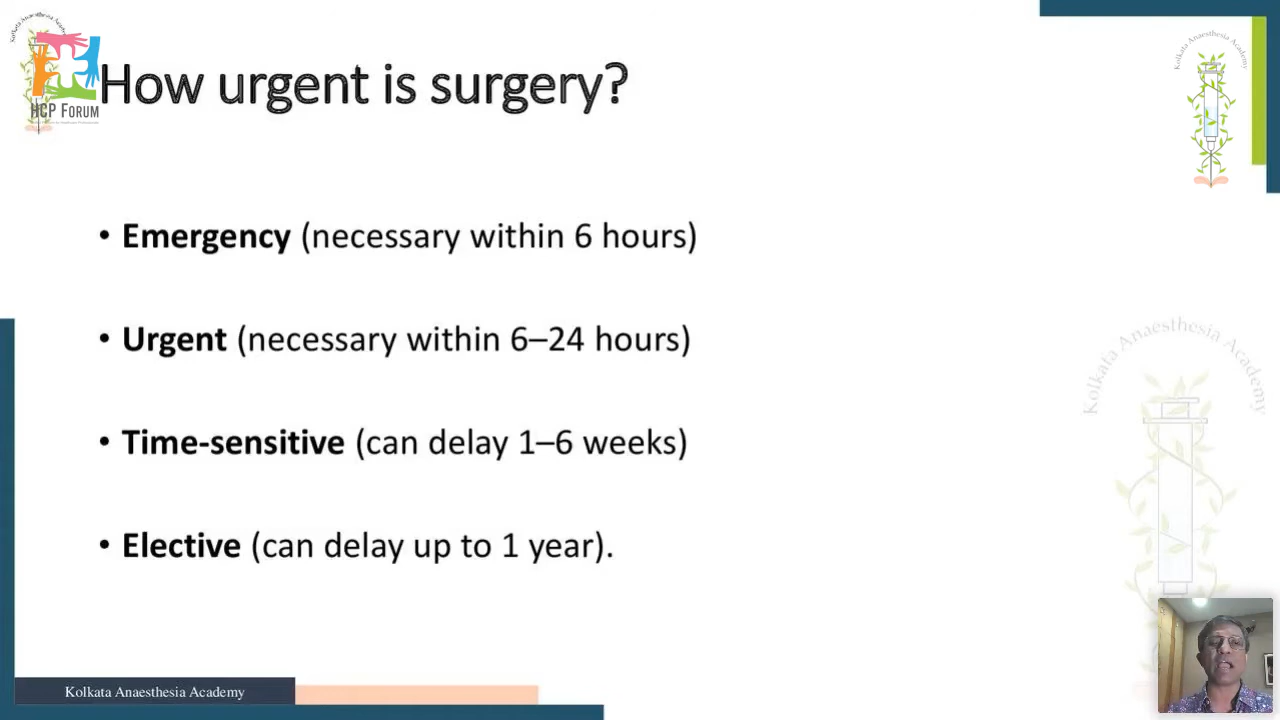 Kolkata Anaesthesia Academy
HCP FORUM
How urgent is surgery?
• Emergency (necessary within 6 hours)
• Urgent (necessary within 6–24 hours)
• Time-sensitive (can delay 1–6 weeks)
• Elective (can delay up to 1 year).
Kolkata Anaesthesia Academy
Kolkata Anaesthesia Academy